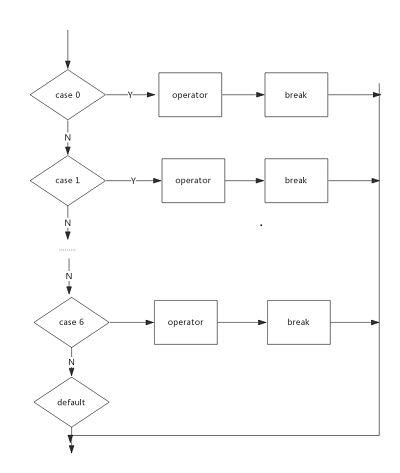 case 0
Y
operator
break
N
case 1
Y
operator
break
N
.........
N
case 6
operator
break
N
default